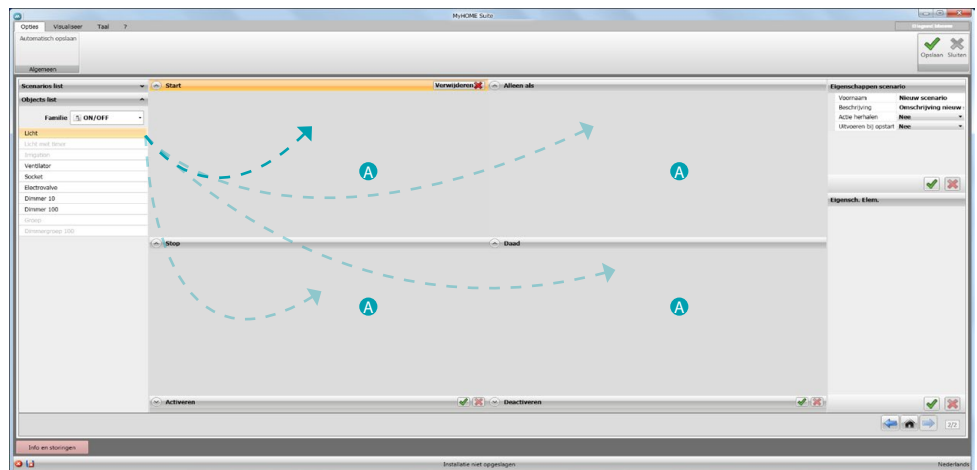 MyHOME Suite
Opties Visualiseer Taal ?
Automatisch opslaan
Opslaan Sluiten
Algemeen
Scenarios list
Start
Verwijderen
Alleen als
Eigenschappen scenario
Objects list
Voornaam Nieuw scenario
Beschrijving Omschrijving nieuw
Familie ON/OFF
Actie herhalen Nee
Uitvoeren bij opstart Nee
Licht
Licht met timer
Irrigatie
Ventilator
Socket
Electrovalve
Dimmer 10
Dimmer 100
Groep
Dimmergroep 100
A
A
Eigensch. Elem.
Stop
Daad
A
A
Activeren
Deactiveren
2/2
Info en storingen
Installatie niet opgeslagen
Nederlands